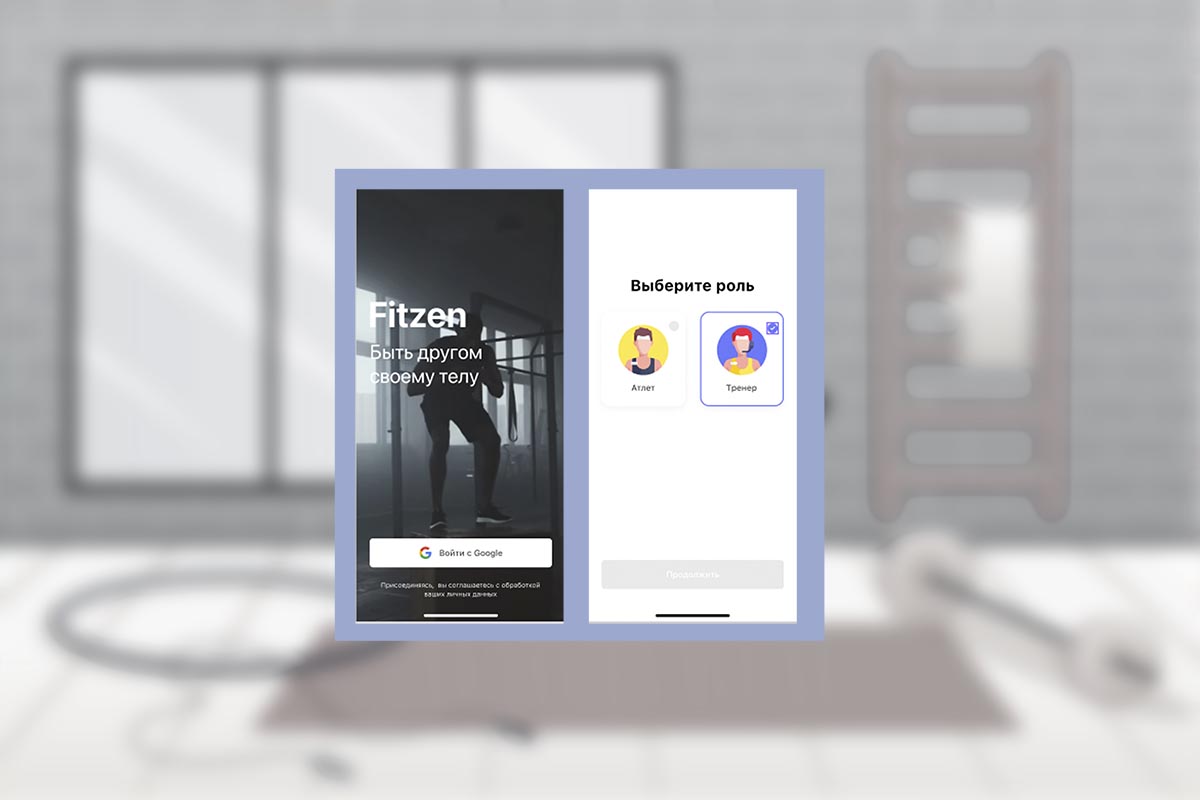 Fitzen
Быть другом
своему телу
Войти с Google
Присоединяясь, вы соглашаетесь с обработкой
ваших личных данных
Выберите роль
Атлет
Тренер
Продолжить